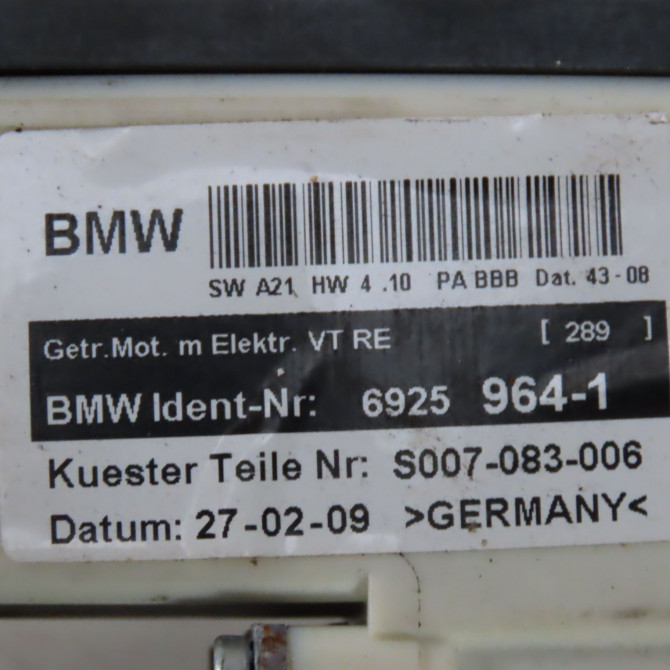 BMW
SW A21 HW 4 .10 PA BBB Dat. 43-08
Getr.Mot. m Elektr. VT RE [ 289 ]
BMW Ident-Nr: 6925 964-1
Kuester Teile Nr: S007-083-006
Datum: 27-02-09 >GERMANY<